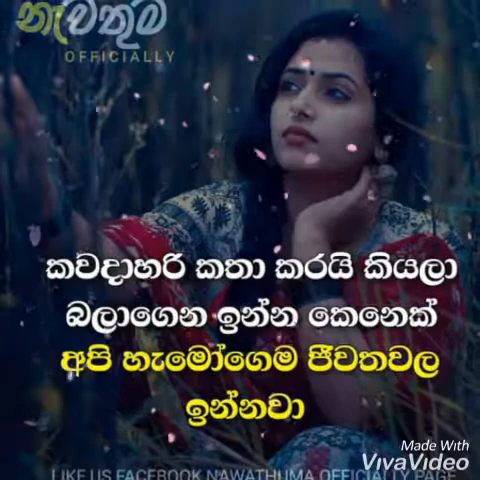 නැවතුම
OFFICIALLY
කවදාහරි කතා කරයි කියලා
බලාගෙන ඉන්න කෙනෙක්
අපි හැමෝගෙම ජීවතවල
ඉන්නවා
Made With
VivaVideo
LIKE US FACEBOOK NAWATHUMA OFFICIALLY PAGE